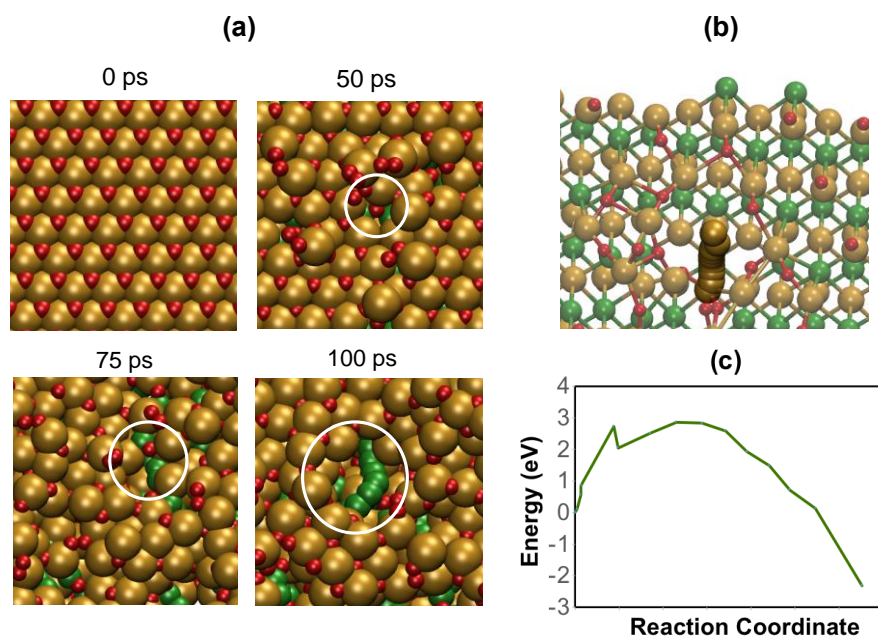 (a)
(b)
0 ps
50 ps
75 ps
100 ps
(c)
4
3
2
1
0
-1
-2
-3
Energy (eV)
Reaction Coordinate